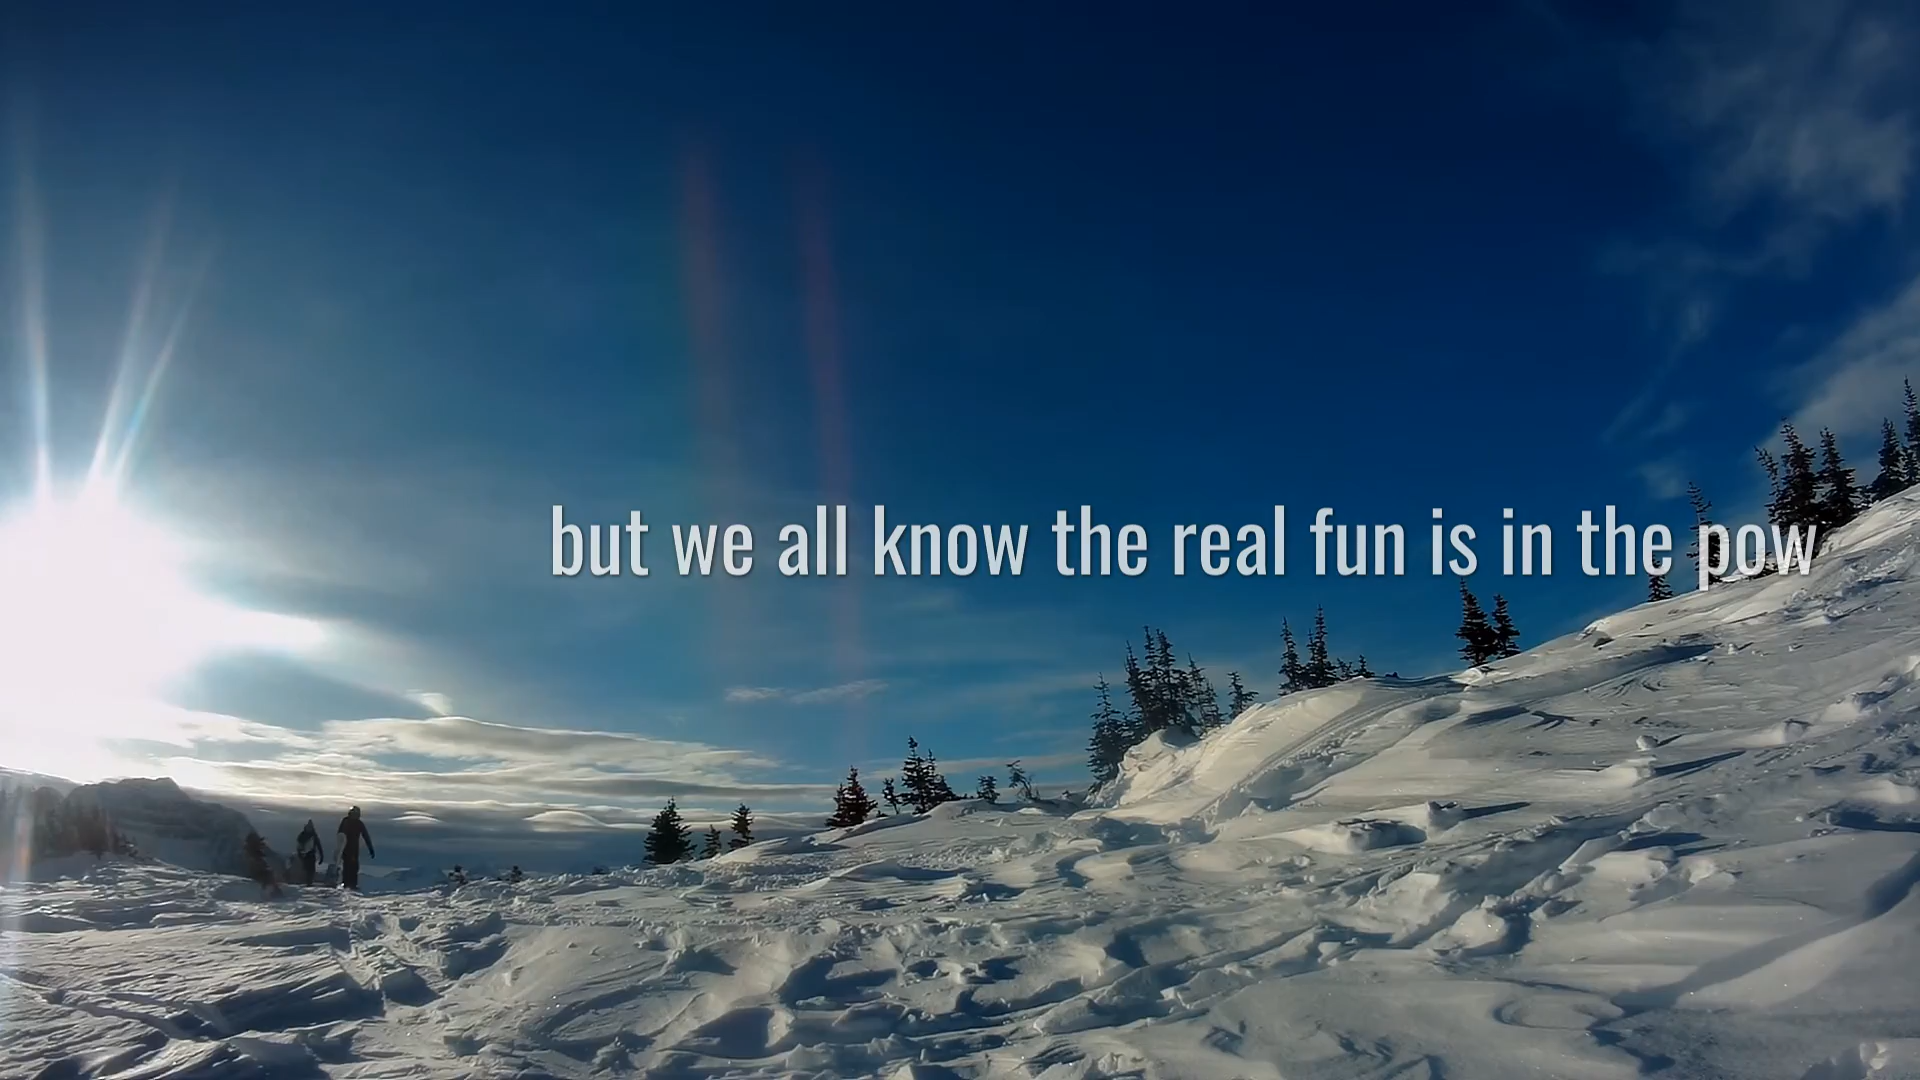 but we all know the real fun is in the pow